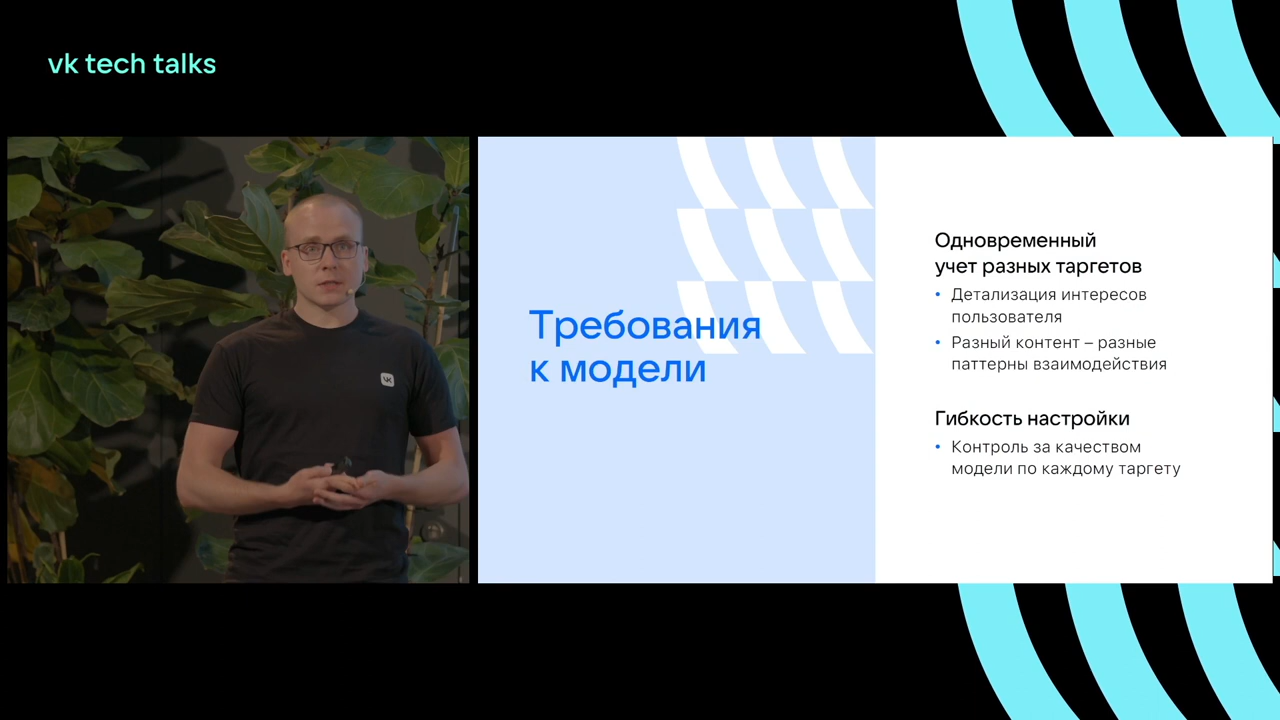 vk tech talks
Требования
к модели
Одновременный
учет разных таргетов
• Детализация интересов
пользователя
• Разный контент – разные
паттерны взаимодействия
Гибкость настройки
• Контроль за качеством
модели по каждому таргету